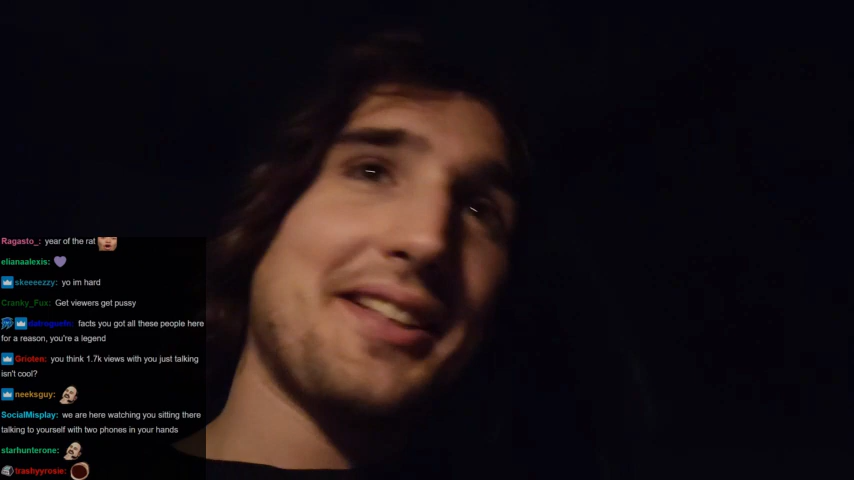 Ragasto_: year of the rat
elianaalexis:
skeeeezzy: yo im hard
Cranky_Fux: Get viewers get pussy
facts you got all these people here
for a reason, you're a legend
Grioten: you think 1.7k views with you just talking
isn't cool?
neeksguy:
SocialMisplay: we are here watching you sitting there
talking to yourself with two phones in your hands
starhunterone:
trashyyrosie: